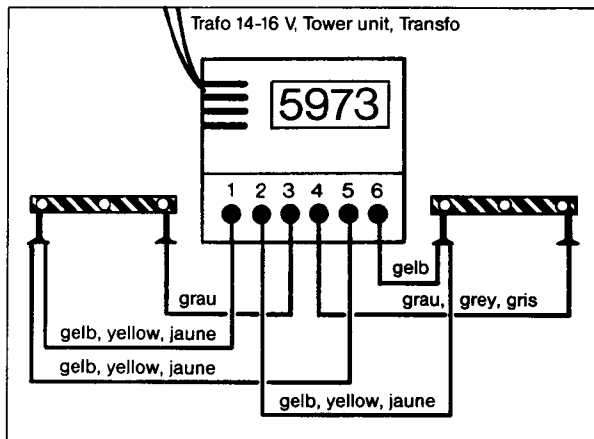 Trafo 14-16 V, Tower unit, Transfo
5973
1 2 3 4 5 6
gelb
grau
grau, grey, gris
gelb, yellow, jaune
gelb, yellow, jaune
gelb, yellow, jaune